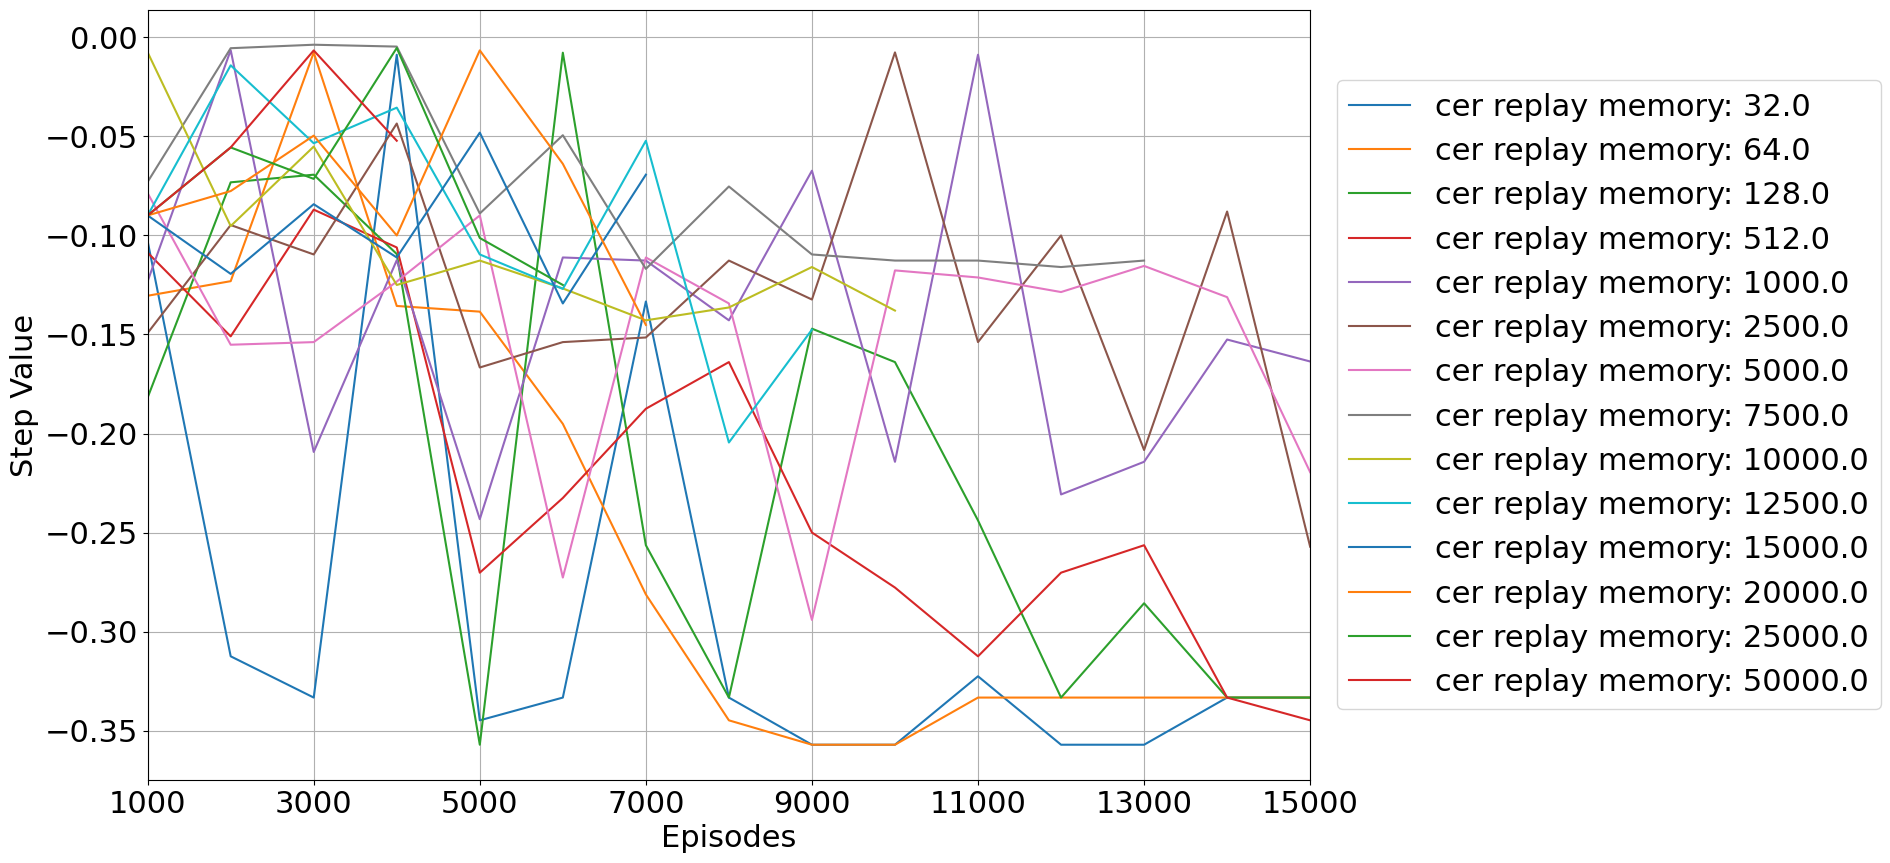 0.00
−0.05
−0.10
−0.15
−0.20
−0.25
−0.30
−0.35
Step Value
1000 3000 5000 7000 9000 11000 13000 15000
Episodes
cer replay memory: 32.0
cer replay memory: 64.0
cer replay memory: 128.0
cer replay memory: 512.0
cer replay memory: 1000.0
cer replay memory: 2500.0
cer replay memory: 5000.0
cer replay memory: 7500.0
cer replay memory: 10000.0
cer replay memory: 12500.0
cer replay memory: 15000.0
cer replay memory: 20000.0
cer replay memory: 25000.0
cer replay memory: 50000.0